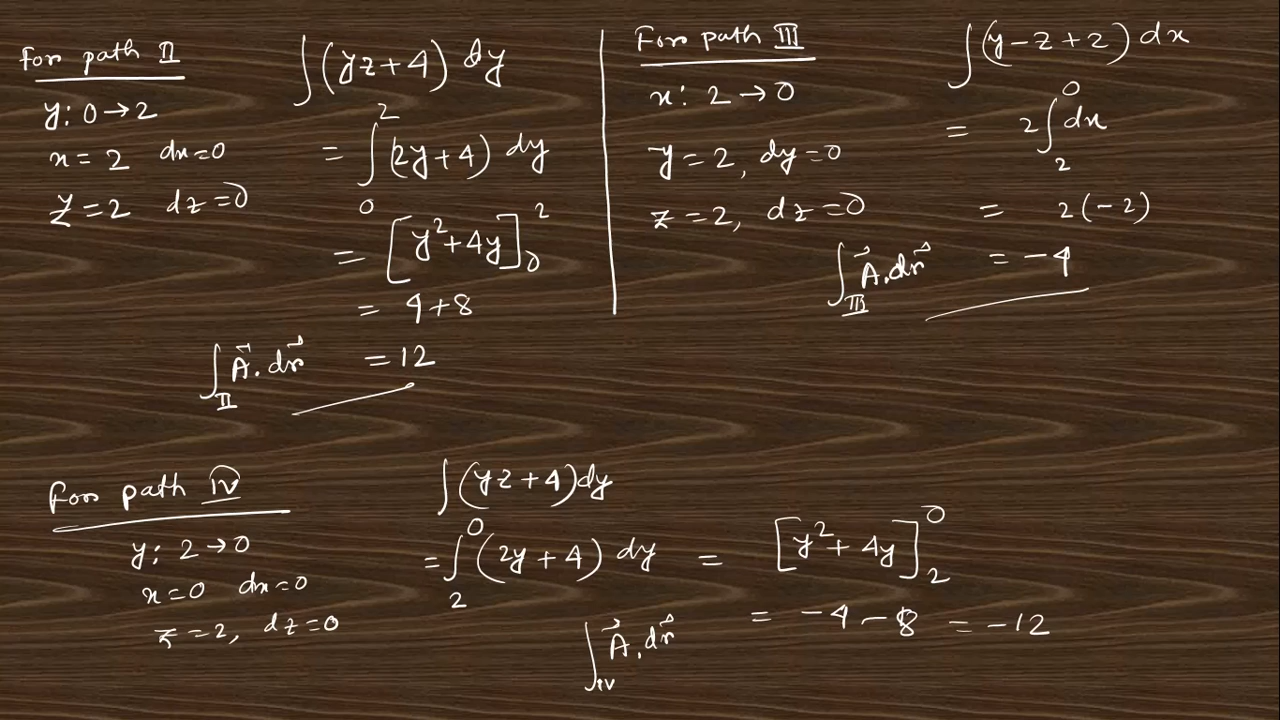 For path II
y: 0→2
x = 2 dx=0
z = 2 dz=0
∫(yz+4) dy
= ∫₀² (2y+4) dy
= [y²+4y]₀²
= 4+8
∫_II A⃗.dr⃗ = 12
For path III
x: 2→0
y = 2, dy=0
z = 2, dz=0
∫(y-z+2) dx
= 2∫₂⁰ dx
= 2(-2)
∫_III A⃗.dr⃗ = -4
For path IV
y: 2→0
x=0 dx=0
z=2, dz=0
∫(yz+4)dy
= ∫₂⁰ (2y+4) dy = [y²+4y]₂⁰
= -4-8 = -12
∫_IV A⃗.dr⃗